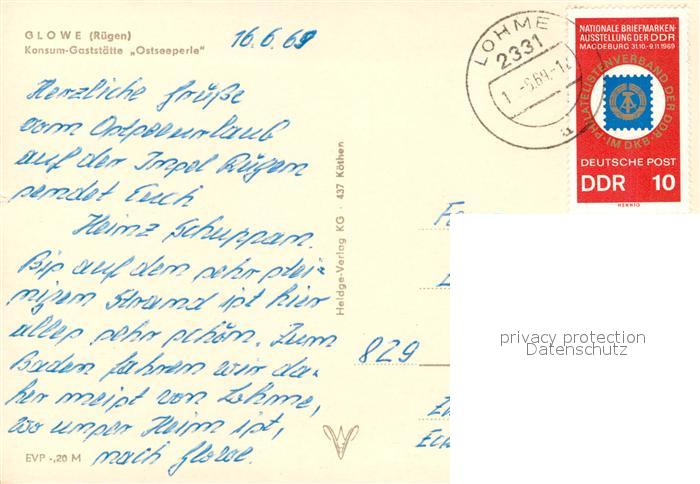 GLOWE (Rügen)
Konsum-Gaststätte „Ostseeperle"
16.6.69
Herzliche Grüße
vom Ostseeurlaub
auf der Insel Rügen
sendet Euch
Heinz Schuppan.
Bis auf den sehr stei-
nigen Strand ist hier
alles sehr schön. Zum
Baden fahren wir da-
her meist von Lohme,
wo unser Heim ist,
nach Glowe.
EVP -,20 M
Heldge-Verlag KG · 437 Köthen
829
LOHME
2331
a
NATIONALE BRIEFMARKEN-
AUSSTELLUNG DER DDR
MAGDEBURG 31.10.-9.11.1969
PHILATELISTENVERBAND DER DDR · IM DKB ·
DEUTSCHE POST
DDR 10
HENNIG
privacy protection
Datenschutz